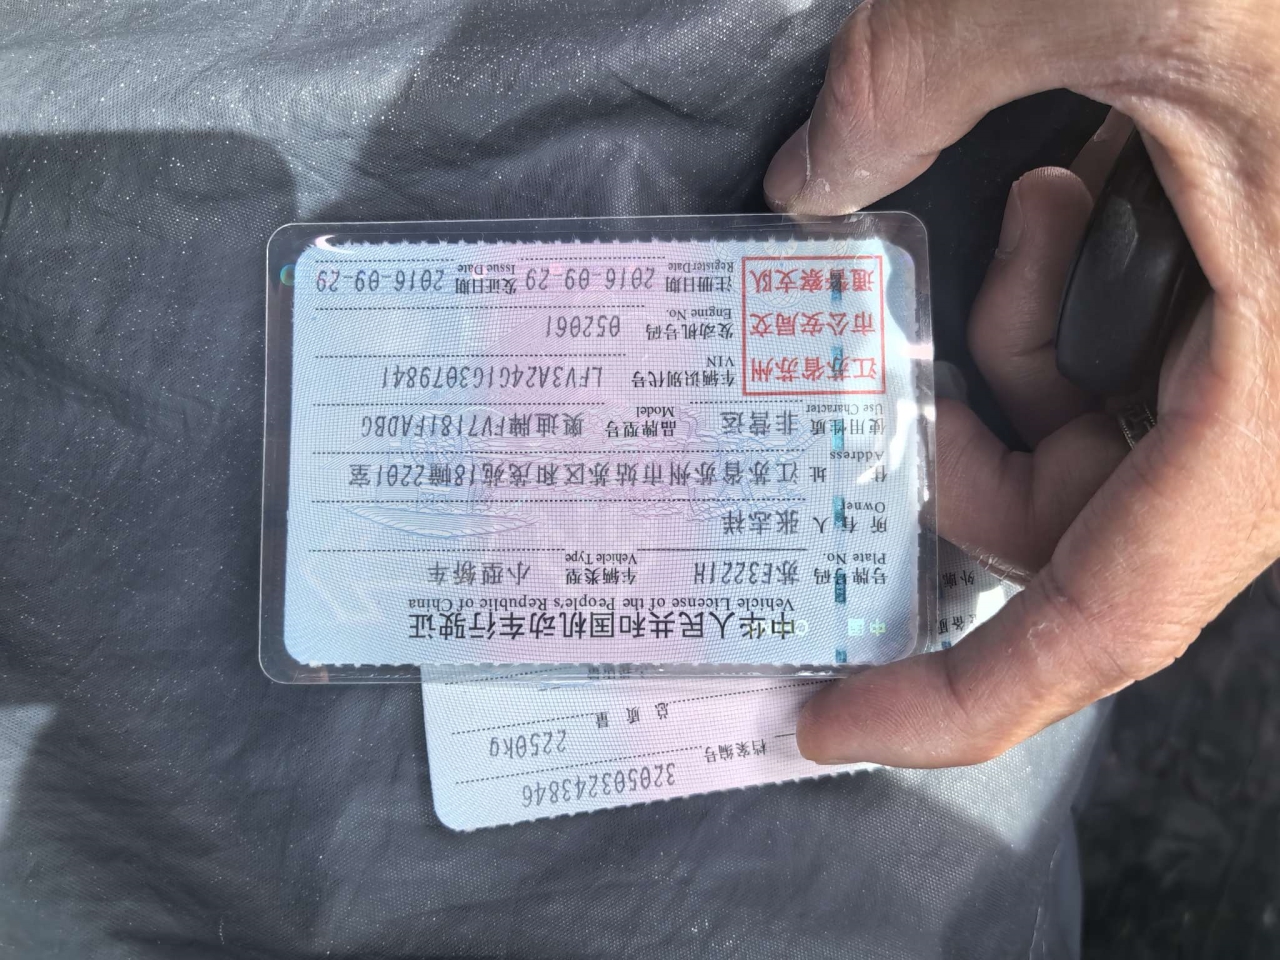 中华人民共和国机动车行驶证
Vehicle License of the People's Republic of China
号牌号码 Plate No. 苏E3221H 车辆类型 Vehicle Type 小型轿车
所有人 Owner 张志祥
住址 Address 江苏省苏州市姑苏区和茂苑18幢2201室
使用性质 Use Character 非营运 品牌型号 Model 奥迪牌FV7181FADBG
江苏省苏州
市公安局交
通警察支队
车辆识别代号 VIN LFV3A24G1G3079841
发动机号码 Engine No. 052061
注册日期 Register Date 2016-09-29 发证日期 Issue Date 2016-09-29
档案编号 320503243846
总质量 2250kg